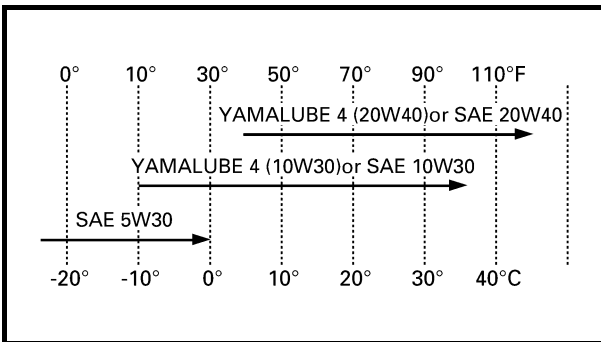 0° 10° 30° 50° 70° 90° 110°F
YAMALUBE 4 (20W40)or SAE 20W40
YAMALUBE 4 (10W30)or SAE 10W30
SAE 5W30
-20° -10° 0° 10° 20° 30° 40°C